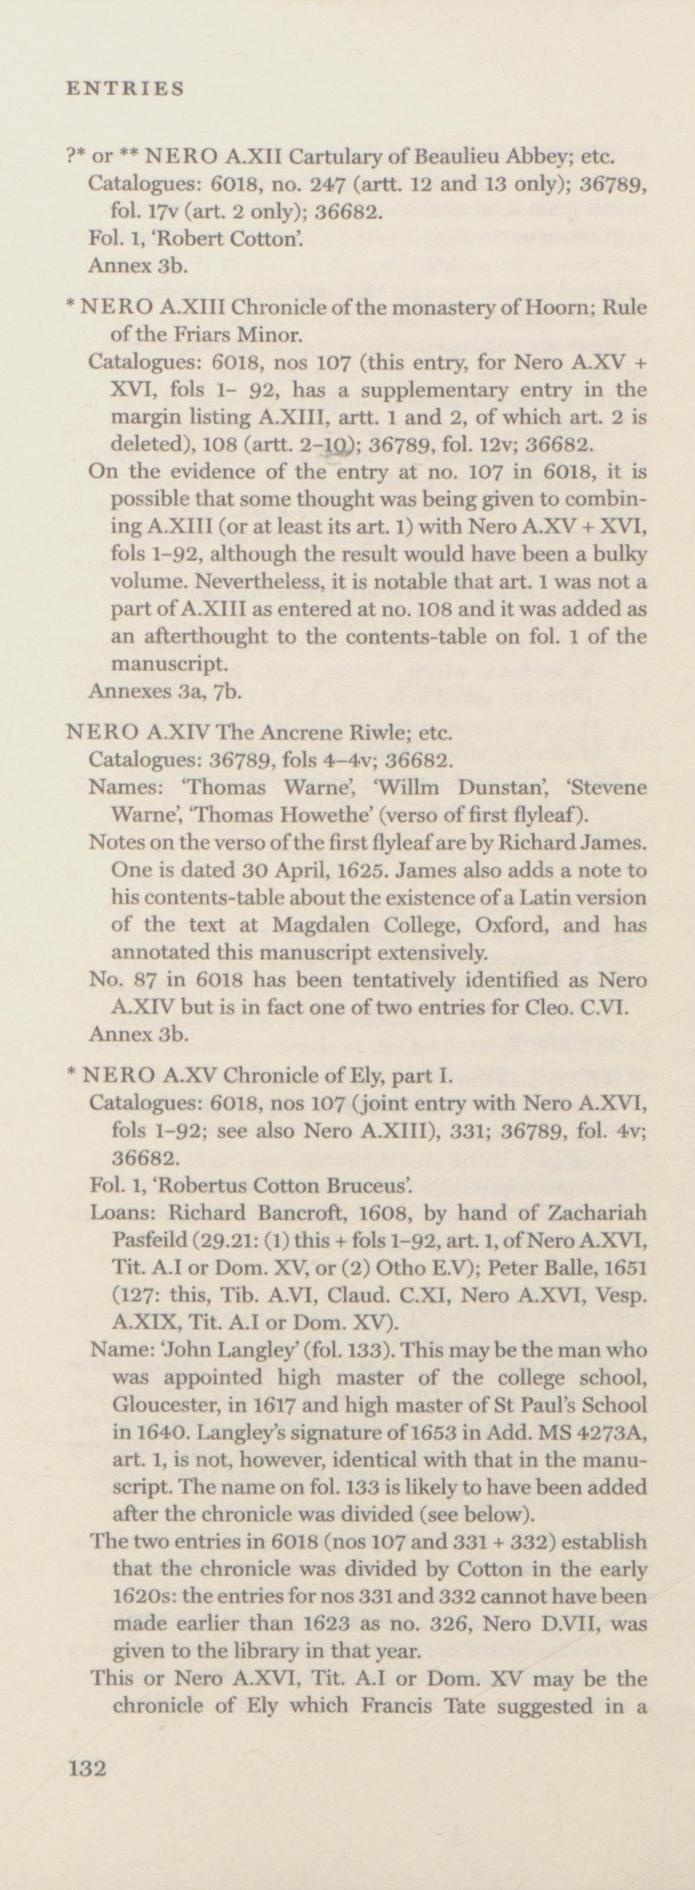 ENTRIES
?* or ** NERO A.XII Cartulary of Beaulieu Abbey; etc.
Catalogues: 6018, no. 247 (artt. 12 and 13 only); 36789,
fol. 17v (art. 2 only); 36682.
Fol. 1, ‘Robert Cotton’.
Annex 3b.
* NERO A.XIII Chronicle of the monastery of Hoorn; Rule
of the Friars Minor.
Catalogues: 6018, nos 107 (this entry, for Nero A.XV +
XVI, fols 1– 92, has a supplementary entry in the
margin listing A.XIII, artt. 1 and 2, of which art. 2 is
deleted), 108 (artt. 2–10); 36789, fol. 12v; 36682.
On the evidence of the entry at no. 107 in 6018, it is
possible that some thought was being given to combin-
ing A.XIII (or at least its art. 1) with Nero A.XV + XVI,
fols 1–92, although the result would have been a bulky
volume. Nevertheless, it is notable that art. 1 was not a
part of A.XIII as entered at no. 108 and it was added as
an afterthought to the contents-table on fol. 1 of the
manuscript.
Annexes 3a, 7b.
NERO A.XIV The Ancrene Riwle; etc.
Catalogues: 36789, fols 4–4v; 36682.
Names: ‘Thomas Warne’, ‘Willm Dunstan’, ‘Stevene
Warne’, ‘Thomas Howethe’ (verso of first flyleaf).
Notes on the verso of the first flyleaf are by Richard James.
One is dated 30 April, 1625. James also adds a note to
his contents-table about the existence of a Latin version
of the text at Magdalen College, Oxford, and has
annotated this manuscript extensively.
No. 87 in 6018 has been tentatively identified as Nero
A.XIV but is in fact one of two entries for Cleo. C.VI.
Annex 3b.
* NERO A.XV Chronicle of Ely, part I.
Catalogues: 6018, nos 107 (joint entry with Nero A.XVI,
fols 1–92; see also Nero A.XIII), 331; 36789, fol. 4v;
36682.
Fol. 1, ‘Robertus Cotton Bruceus’.
Loans: Richard Bancroft, 1608, by hand of Zachariah
Pasfeild (29.21: (1) this + fols 1–92, art. 1, of Nero A.XVI,
Tit. A.I or Dom. XV, or (2) Otho E.V); Peter Balle, 1651
(127: this, Tib. A.VI, Claud. C.XI, Nero A.XVI, Vesp.
A.XIX, Tit. A.I or Dom. XV).
Name: ‘John Langley’ (fol. 133). This may be the man who
was appointed high master of the college school,
Gloucester, in 1617 and high master of St Paul’s School
in 1640. Langley’s signature of 1653 in Add. MS 4273A,
art. 1, is not, however, identical with that in the manu-
script. The name on fol. 133 is likely to have been added
after the chronicle was divided (see below).
The two entries in 6018 (nos 107 and 331 + 332) establish
that the chronicle was divided by Cotton in the early
1620s: the entries for nos 331 and 332 cannot have been
made earlier than 1623 as no. 326, Nero D.VII, was
given to the library in that year.
This or Nero A.XVI, Tit. A.I or Dom. XV may be the
chronicle of Ely which Francis Tate suggested in a
132